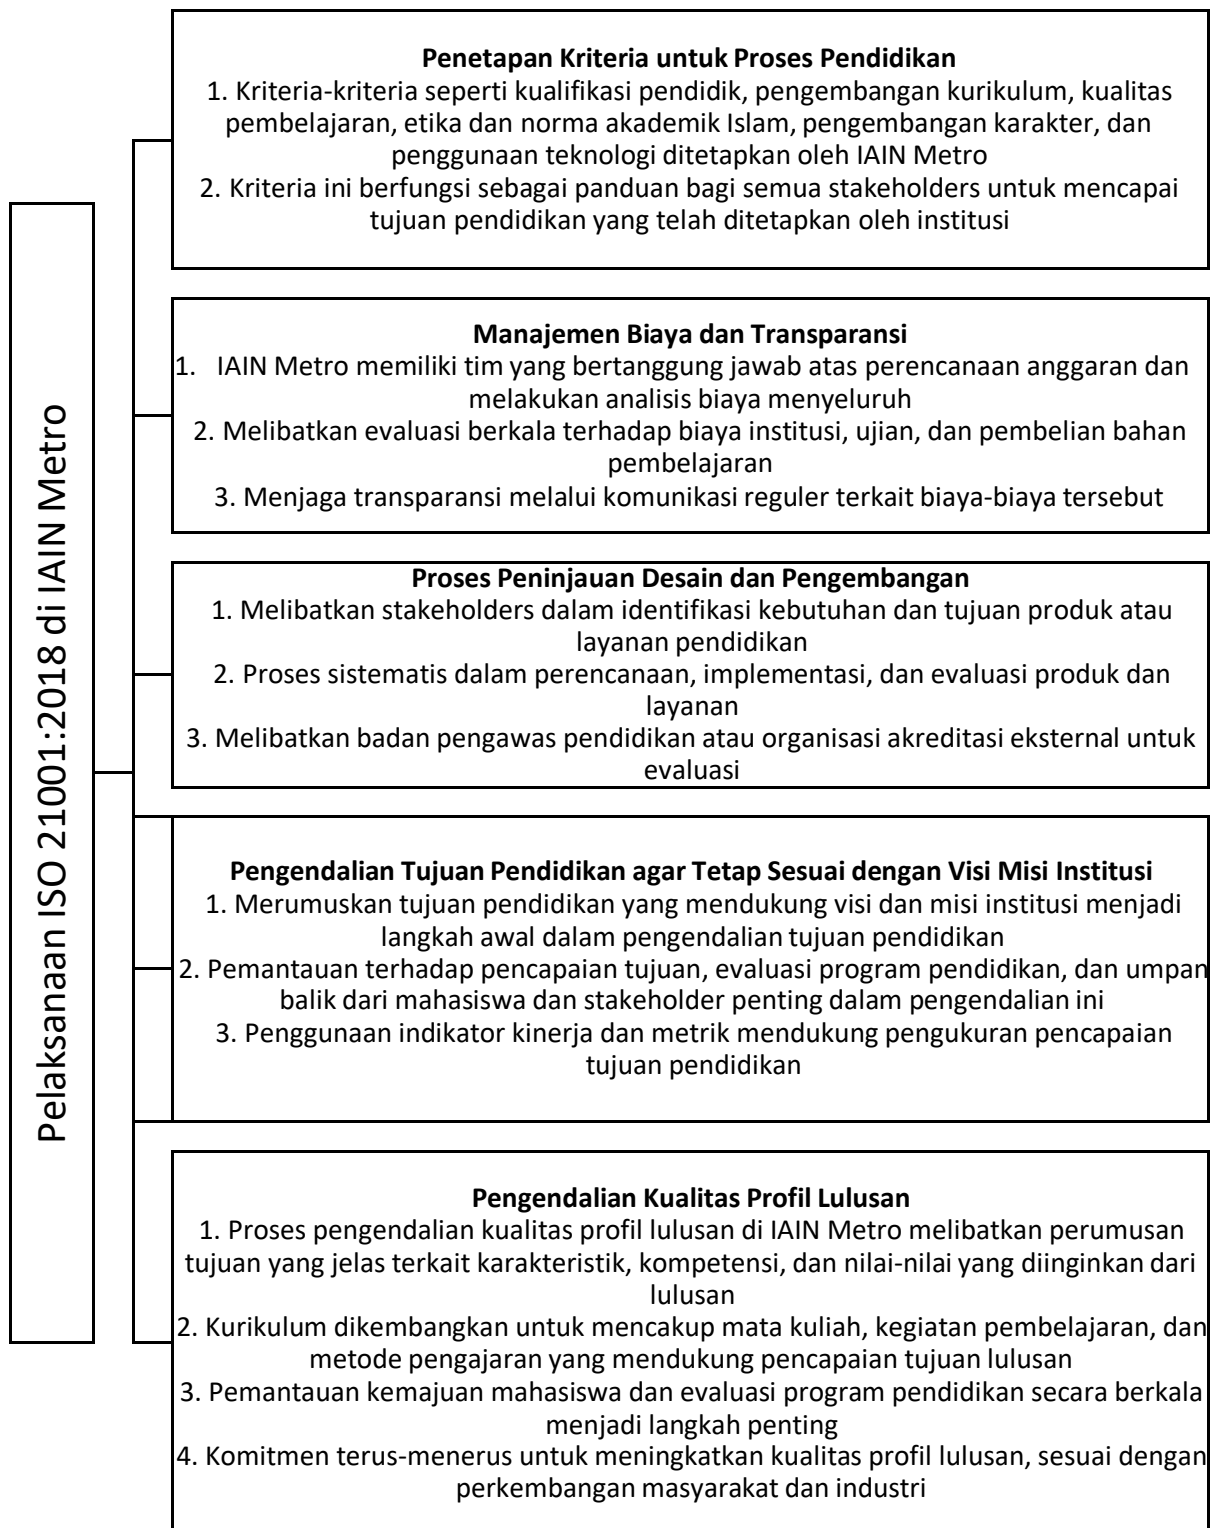 Pelaksanaan ISO 21001:2018 di IAIN Metro
Penetapan Kriteria untuk Proses Pendidikan
1. Kriteria-kriteria seperti kualifikasi pendidik, pengembangan kurikulum, kualitas
pembelajaran, etika dan norma akademik Islam, pengembangan karakter, dan
penggunaan teknologi ditetapkan oleh IAIN Metro
2. Kriteria ini berfungsi sebagai panduan bagi semua stakeholders untuk mencapai
tujuan pendidikan yang telah ditetapkan oleh institusi
Manajemen Biaya dan Transparansi
1. IAIN Metro memiliki tim yang bertanggung jawab atas perencanaan anggaran dan
melakukan analisis biaya menyeluruh
2. Melibatkan evaluasi berkala terhadap biaya institusi, ujian, dan pembelian bahan
pembelajaran
3. Menjaga transparansi melalui komunikasi reguler terkait biaya-biaya tersebut
Proses Peninjauan Desain dan Pengembangan
1. Melibatkan stakeholders dalam identifikasi kebutuhan dan tujuan produk atau
layanan pendidikan
2. Proses sistematis dalam perencanaan, implementasi, dan evaluasi produk dan
layanan
3. Melibatkan badan pengawas pendidikan atau organisasi akreditasi eksternal untuk
evaluasi
Pengendalian Tujuan Pendidikan agar Tetap Sesuai dengan Visi Misi Institusi
1. Merumuskan tujuan pendidikan yang mendukung visi dan misi institusi menjadi
langkah awal dalam pengendalian tujuan pendidikan
2. Pemantauan terhadap pencapaian tujuan, evaluasi program pendidikan, dan umpan
balik dari mahasiswa dan stakeholder penting dalam pengendalian ini
3. Penggunaan indikator kinerja dan metrik mendukung pengukuran pencapaian
tujuan pendidikan
Pengendalian Kualitas Profil Lulusan
1. Proses pengendalian kualitas profil lulusan di IAIN Metro melibatkan perumusan
tujuan yang jelas terkait karakteristik, kompetensi, dan nilai-nilai yang diinginkan dari
lulusan
2. Kurikulum dikembangkan untuk mencakup mata kuliah, kegiatan pembelajaran, dan
metode pengajaran yang mendukung pencapaian tujuan lulusan
3. Pemantauan kemajuan mahasiswa dan evaluasi program pendidikan secara berkala
menjadi langkah penting
4. Komitmen terus-menerus untuk meningkatkan kualitas profil lulusan, sesuai dengan
perkembangan masyarakat dan industri